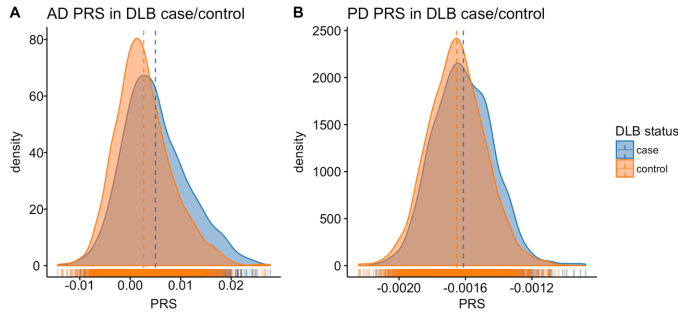 A AD PRS in DLB case/control
density
80
60
40
20
0
-0.01 0.00 0.01 0.02
PRS
B PD PRS in DLB case/control
density
2500
2000
1500
1000
500
0
-0.0020 -0.0016 -0.0012
PRS
DLB status
case
control